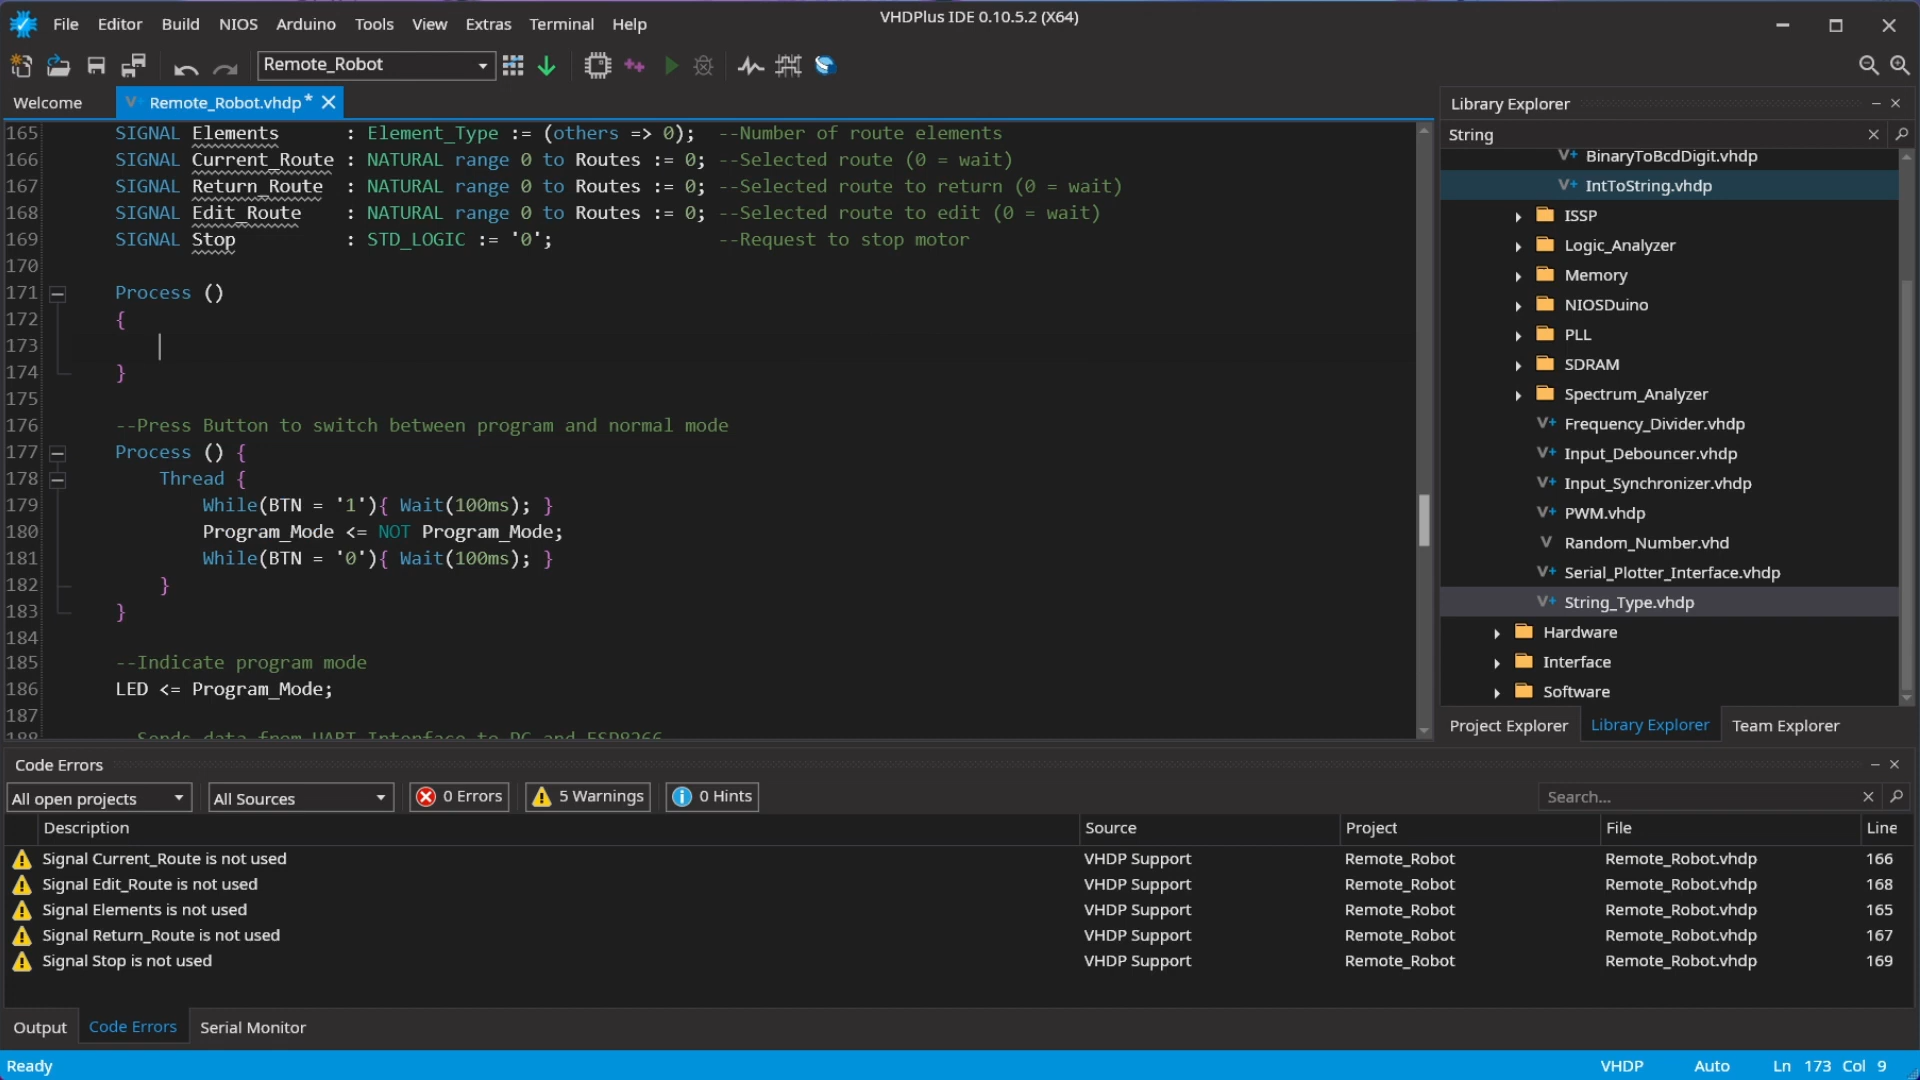 VHDPlus IDE 0.10.5.2 (X64)
File Editor Build NIOS Arduino Tools View Extras Terminal Help
Remote_Robot
Welcome
Remote_Robot.vhdp*
165 SIGNAL Elements : Element_Type := (others => 0); --Number of route elements
166 SIGNAL Current_Route : NATURAL range 0 to Routes := 0; --Selected route (0 = wait)
167 SIGNAL Return_Route : NATURAL range 0 to Routes := 0; --Selected route to return (0 = wait)
168 SIGNAL Edit_Route : NATURAL range 0 to Routes := 0; --Selected route to edit (0 = wait)
169 SIGNAL Stop : STD_LOGIC := '0'; --Request to stop motor
170
171 Process ()
172 {
173
174 }
175
176 --Press Button to switch between program and normal mode
177 Process () {
178 Thread {
179 While(BTN = '1'){ Wait(100ms); }
180 Program_Mode <= NOT Program_Mode;
181 While(BTN = '0'){ Wait(100ms); }
182 }
183 }
184
185 --Indicate program mode
186 LED <= Program_Mode;
187
188 --Sends data from UART Interface to PC and ESP8266
Library Explorer
String
BinaryToBcdDigit.vhdp
IntToString.vhdp
ISSP
Logic_Analyzer
Memory
NIOSDuino
PLL
SDRAM
Spectrum_Analyzer
Frequency_Divider.vhdp
Input_Debouncer.vhdp
Input_Synchronizer.vhdp
PWM.vhdp
Random_Number.vhd
Serial_Plotter_Interface.vhdp
String_Type.vhdp
Hardware
Interface
Software
Project Explorer Library Explorer Team Explorer
Code Errors
All open projects All Sources 0 Errors 5 Warnings 0 Hints Search...
Description Source Project File Line
Signal Current_Route is not used VHDP Support Remote_Robot Remote_Robot.vhdp 166
Signal Edit_Route is not used VHDP Support Remote_Robot Remote_Robot.vhdp 168
Signal Elements is not used VHDP Support Remote_Robot Remote_Robot.vhdp 165
Signal Return_Route is not used VHDP Support Remote_Robot Remote_Robot.vhdp 167
Signal Stop is not used VHDP Support Remote_Robot Remote_Robot.vhdp 169
Output Code Errors Serial Monitor
Ready VHDP Auto Ln 173 Col 9